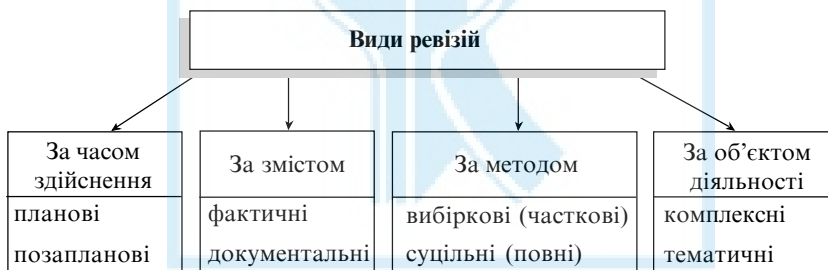 Види ревізій
За часом
здійснення
планові
позапланові
За змістом
фактичні
документальні
За методом
вибіркові (часткові)
суцільні (повні)
За об’єктом
діяльності
комплексні
тематичні